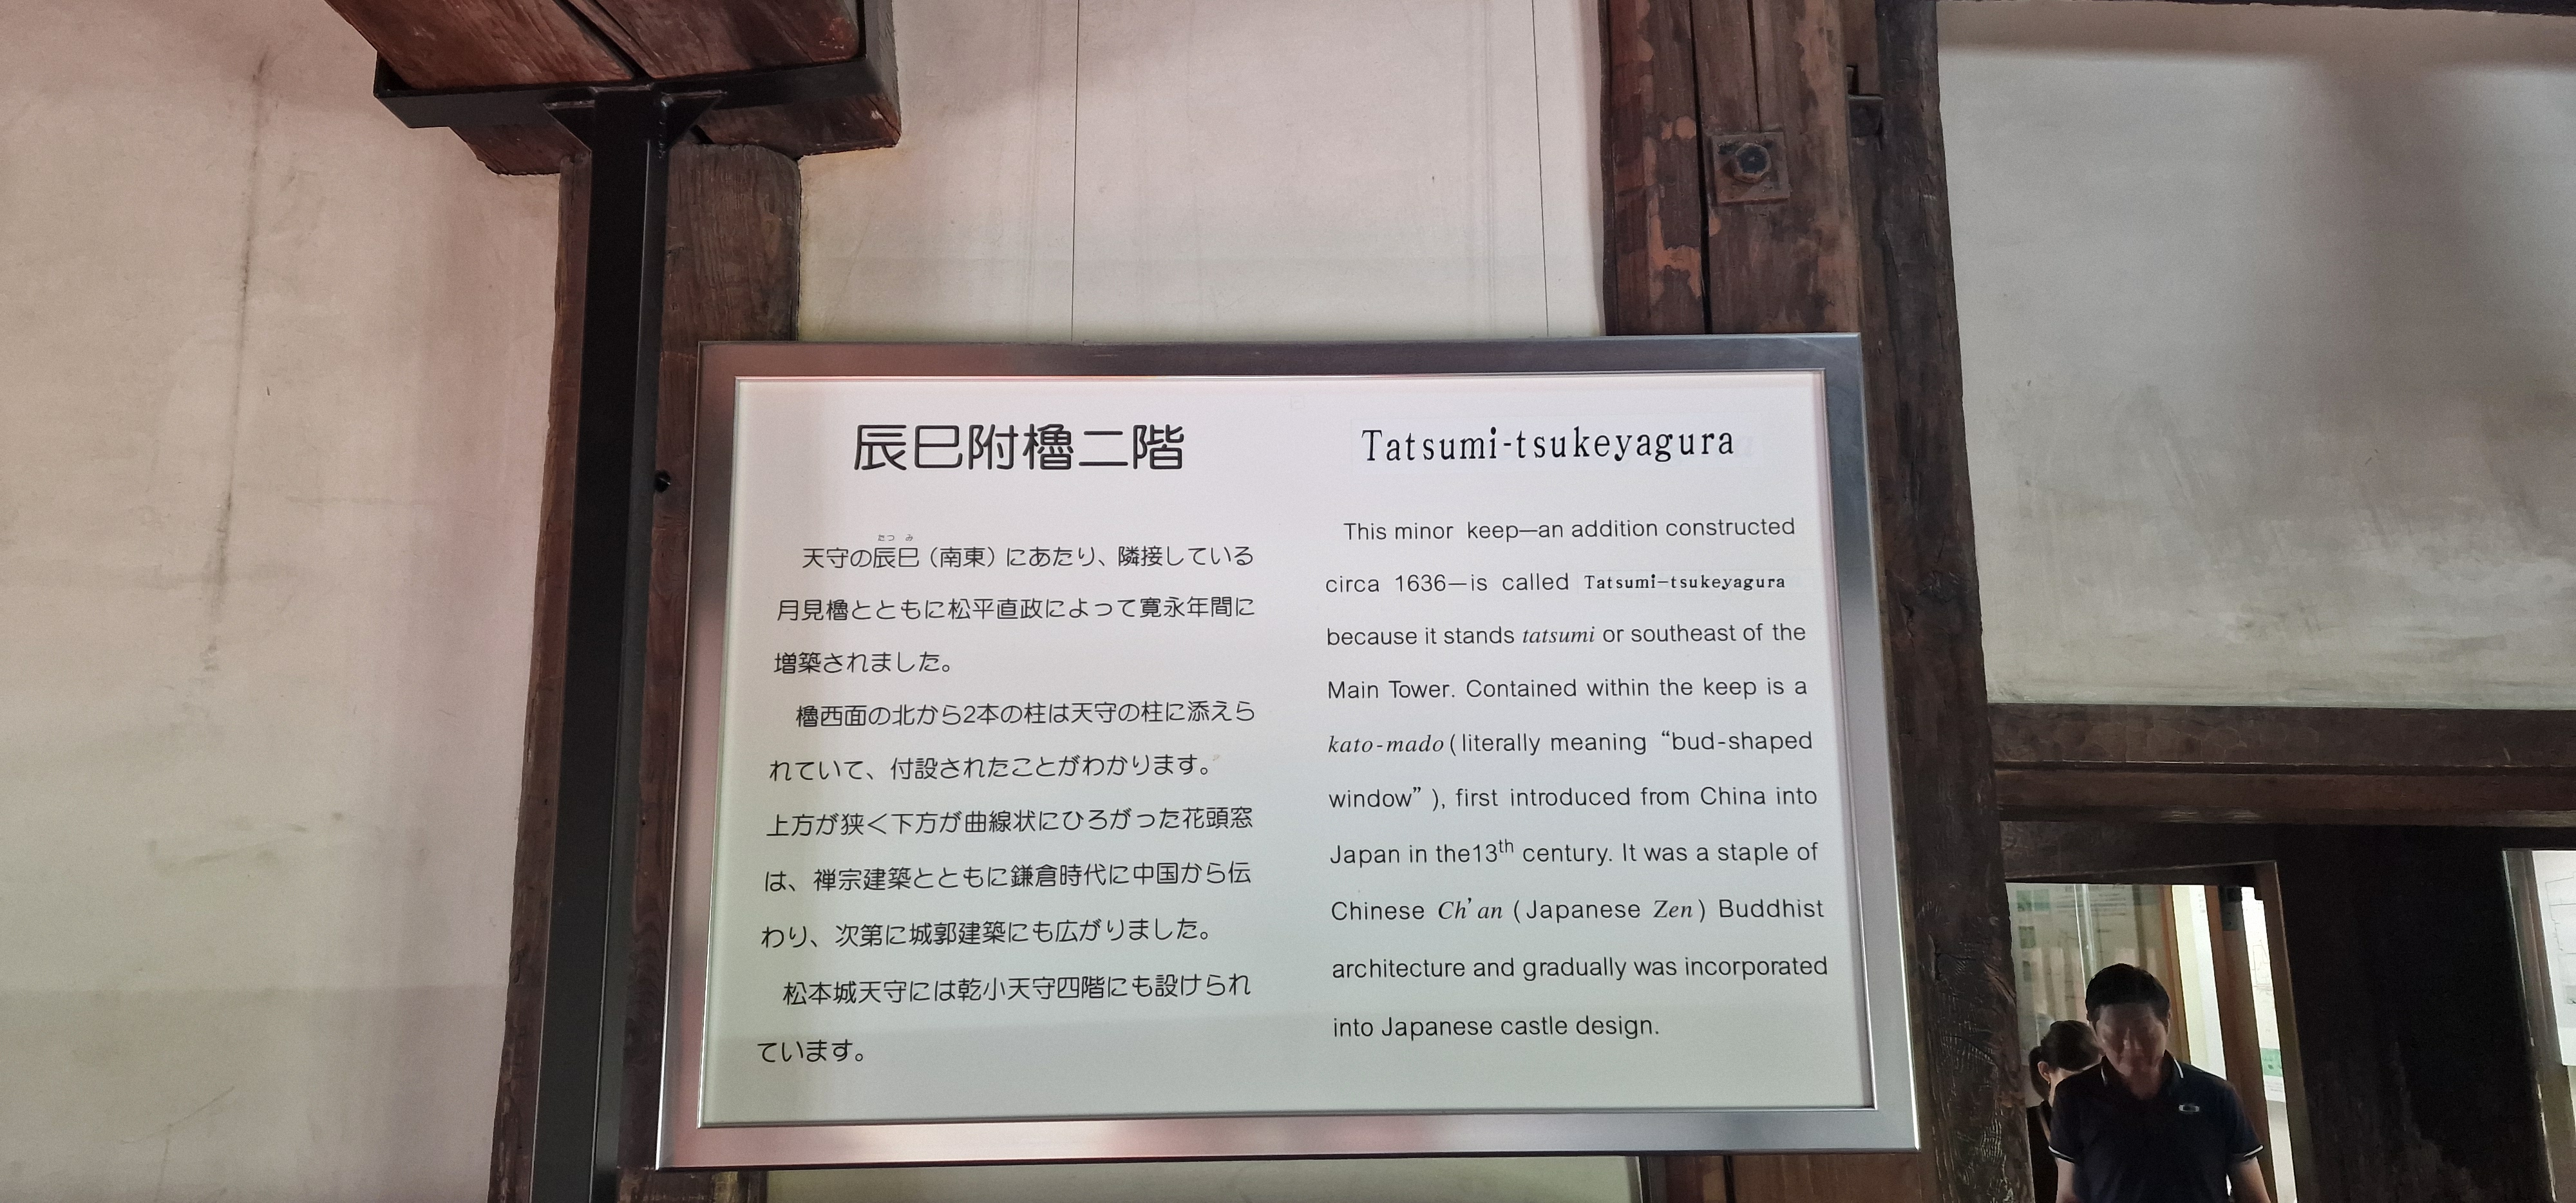 辰巳附櫓二階
天守の辰巳（南東）にあたり、隣接している
たつ み
月見櫓とともに松平直政によって寛永年間に
増築されました。
櫓西面の北から2本の柱は天守の柱に添えら
れていて、付設されたことがわかります。
上方が狭く下方が曲線状にひろがった花頭窓
は、禅宗建築とともに鎌倉時代に中国から伝
わり、次第に城郭建築にも広がりました。
松本城天守には乾小天守四階にも設けられ
ています。
Tatsumi-tsukeyagura
This minor keep—an addition constructed
circa 1636—is called Tatsumi-tsukeyagura
because it stands tatsumi or southeast of the
Main Tower. Contained within the keep is a
kato-mado (literally meaning “bud-shaped
window” ), first introduced from China into
Japan in the13th century. It was a staple of
Chinese Ch’an (Japanese Zen) Buddhist
architecture and gradually was incorporated
into Japanese castle design.